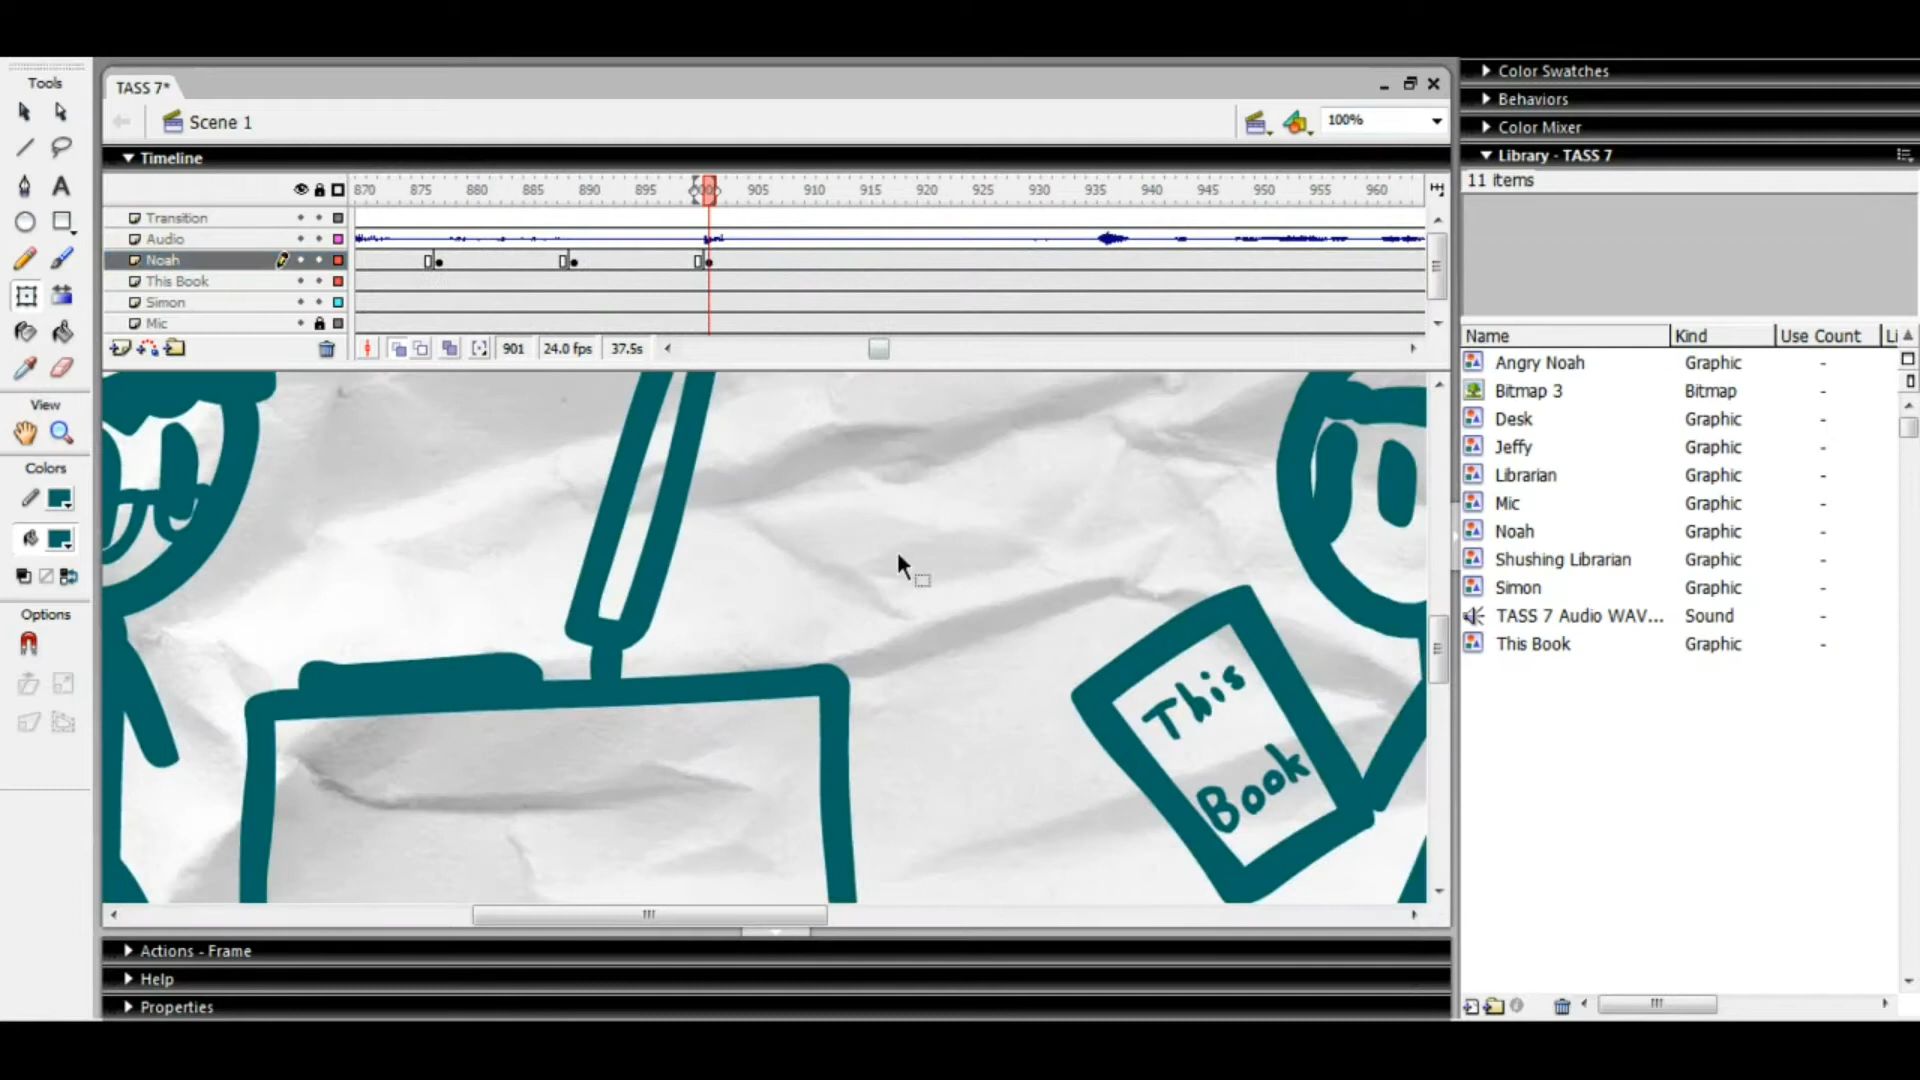 Tools
TASS 7*
Scene 1
100%
Timeline
870 875 880 885 890 895 900 905 910 915 920 925 930 935 940 945 950 955 960
Transition
Audio
Noah
This Book
Simon
Mic
901 24.0 fps 37.5s
View
Colors
Options
This
Book
Actions - Frame
Help
Properties
Color Swatches
Behaviors
Color Mixer
Library - TASS 7
11 items
Name Kind Use Count Li
Angry Noah Graphic -
Bitmap 3 Bitmap -
Desk Graphic -
Jeffy Graphic -
Librarian Graphic -
Mic Graphic -
Noah Graphic -
Shushing Librarian Graphic -
Simon Graphic -
TASS 7 Audio WAV... Sound -
This Book Graphic -